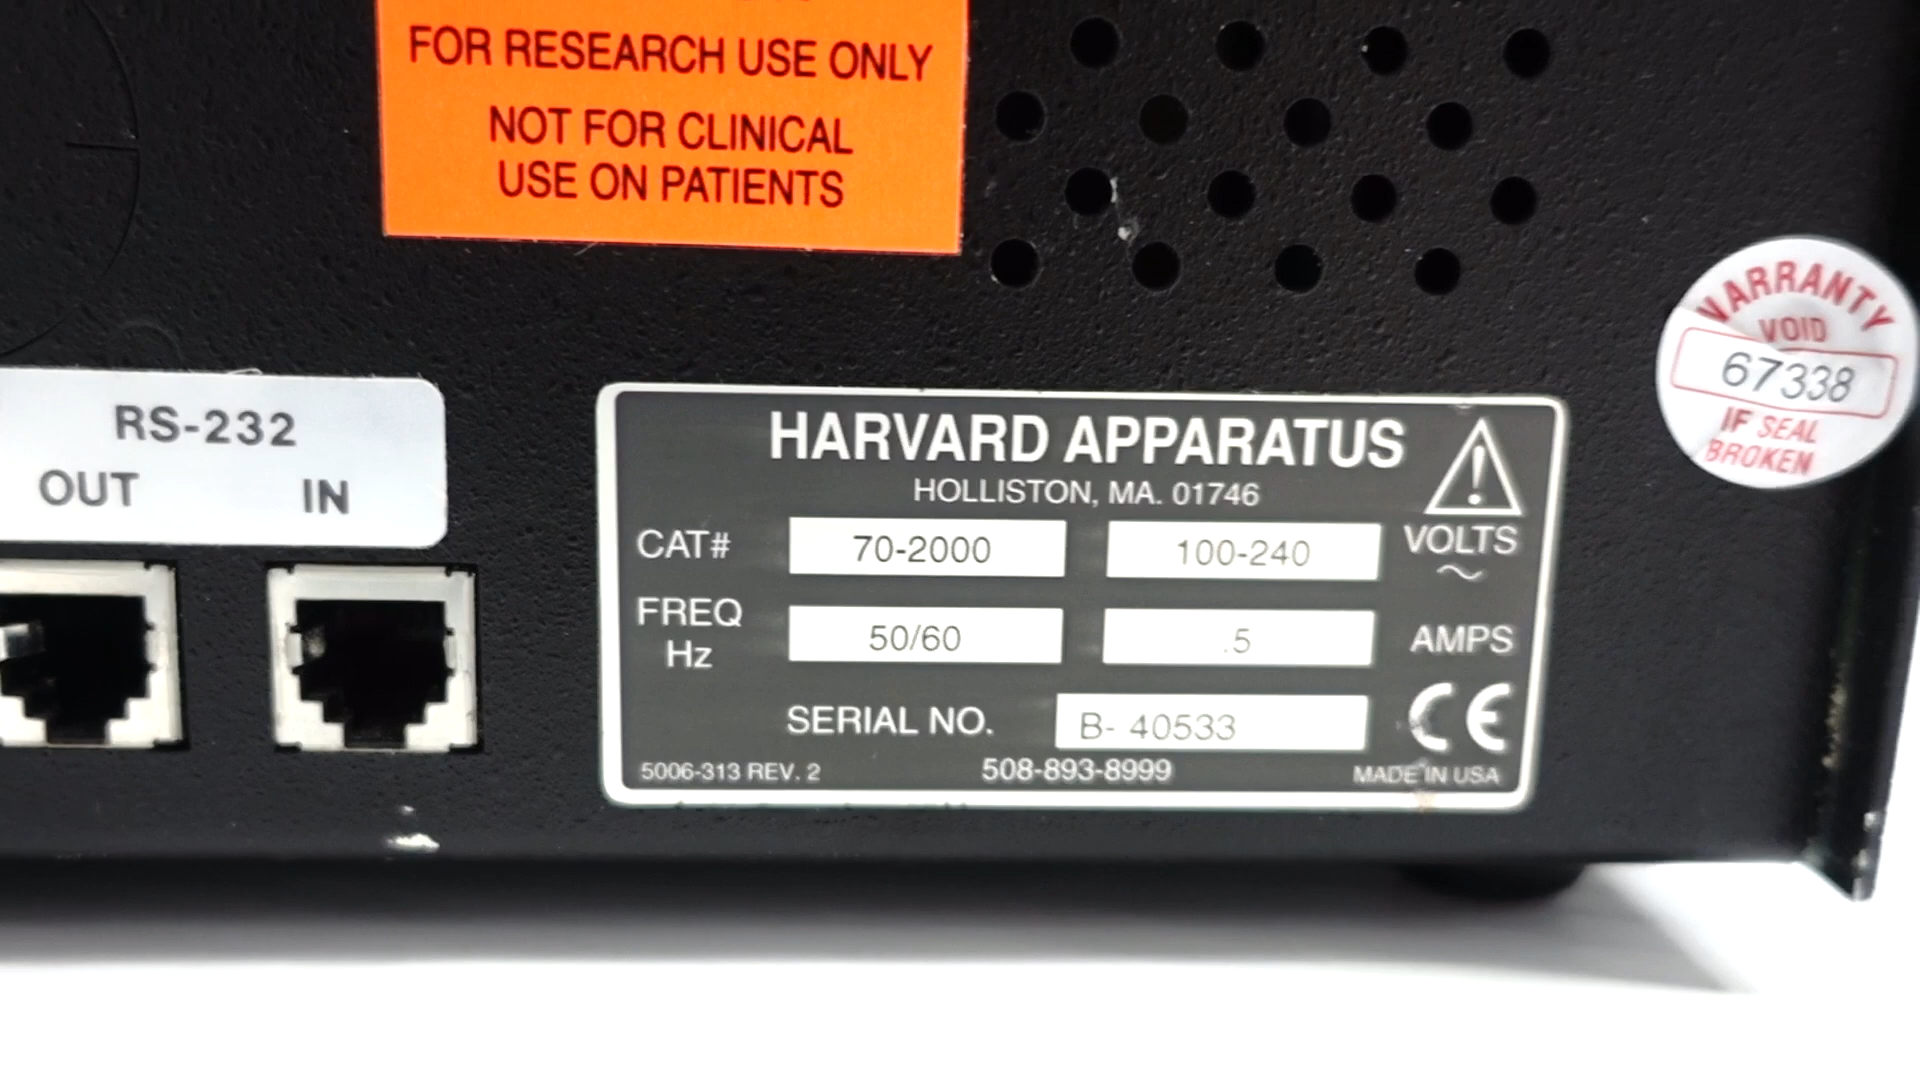 FOR RESEARCH USE ONLY
NOT FOR CLINICAL
USE ON PATIENTS
WARRANTY
VOID
67338
IF SEAL
BROKEN
RS-232
OUT IN
HARVARD APPARATUS
HOLLISTON, MA. 01746
CAT# 70-2000 100-240 VOLTS ~
FREQ Hz 50/60 .5 AMPS
SERIAL NO. B- 40533 CE
5006-313 REV. 2 508-893-8999 MADE IN USA